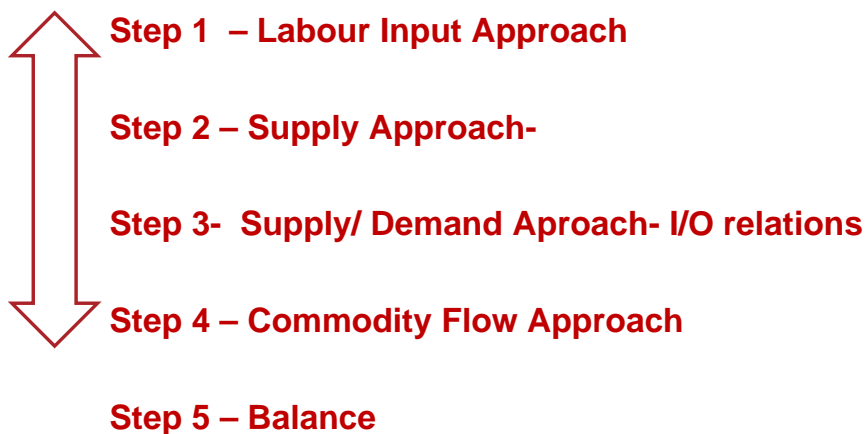 Step 1 – Labour Input Approach
Step 2 – Supply Approach-
Step 3- Supply/ Demand Aproach- I/O relations
Step 4 – Commodity Flow Approach
Step 5 – Balance